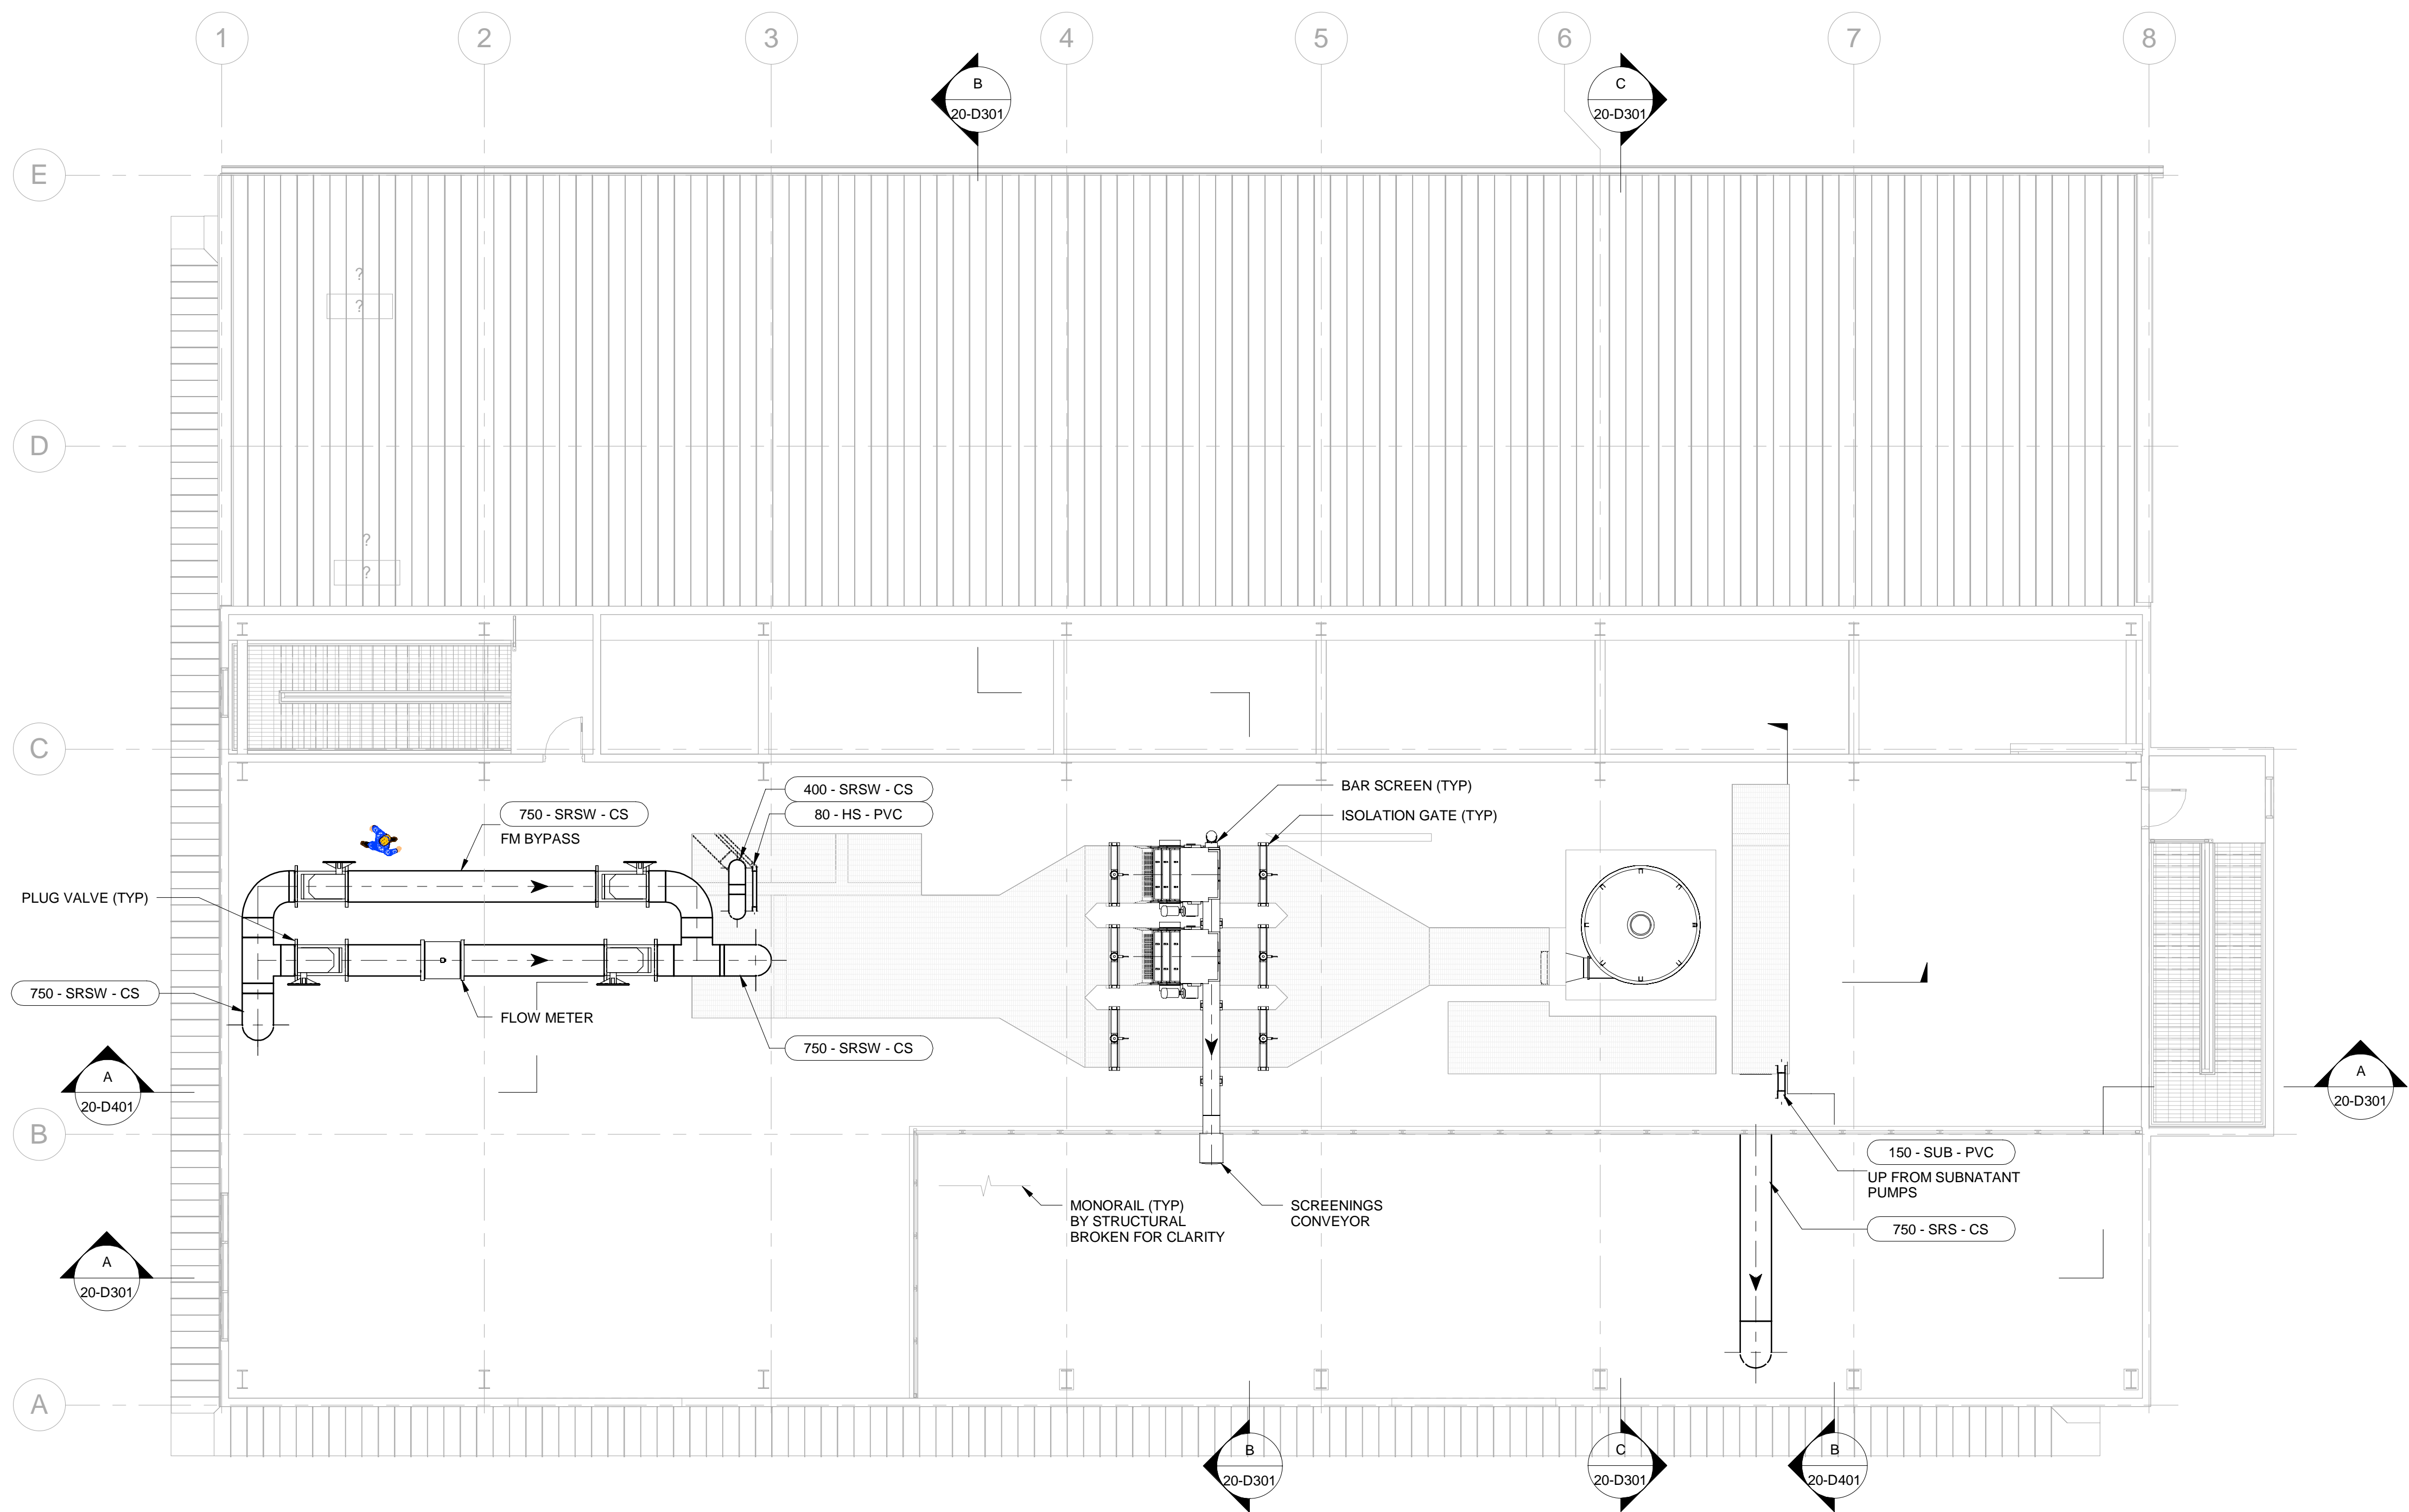 1
2
3
4
5
6
7
8
B
20-D301
C
20-D301
E
?
?
D
?
?
C
400 - SRSW - CS
80 - HS - PVC
750 - SRSW - CS
FM BYPASS
BAR SCREEN (TYP)
ISOLATION GATE (TYP)
PLUG VALVE (TYP)
750 - SRSW - CS
FLOW METER
750 - SRSW - CS
A
20-D401
A
20-D301
B
150 - SUB - PVC
UP FROM SUBNATANT
PUMPS
MONORAIL (TYP)
BY STRUCTURAL
BROKEN FOR CLARITY
SCREENINGS
CONVEYOR
750 - SRS - CS
A
20-D301
A
B
20-D301
C
20-D301
B
20-D401